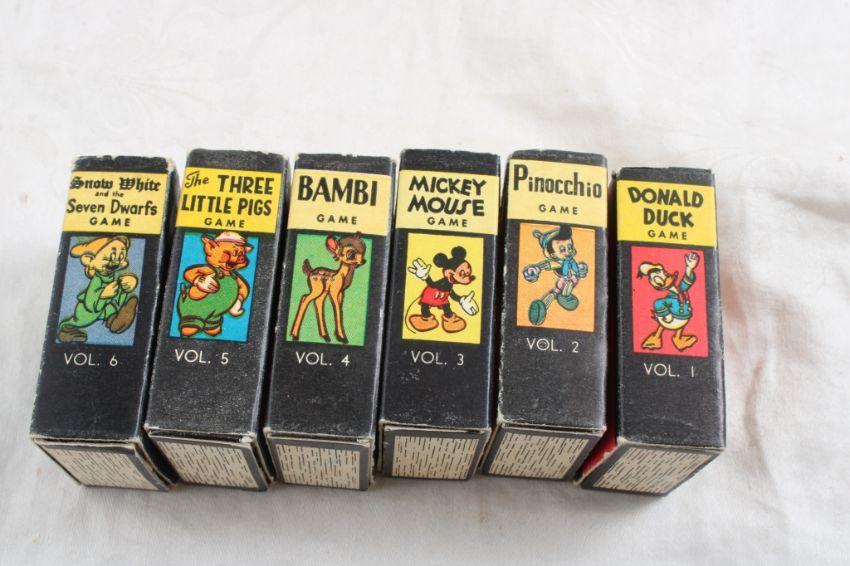 Snow White
and the
Seven Dwarfs
GAME
VOL. 6
The THREE
LITTLE PIGS
GAME
VOL. 5
BAMBI
GAME
VOL. 4
MICKEY
MOUSE
GAME
VOL. 3
Pinocchio
GAME
VOL. 2
DONALD
DUCK
GAME
VOL. 1